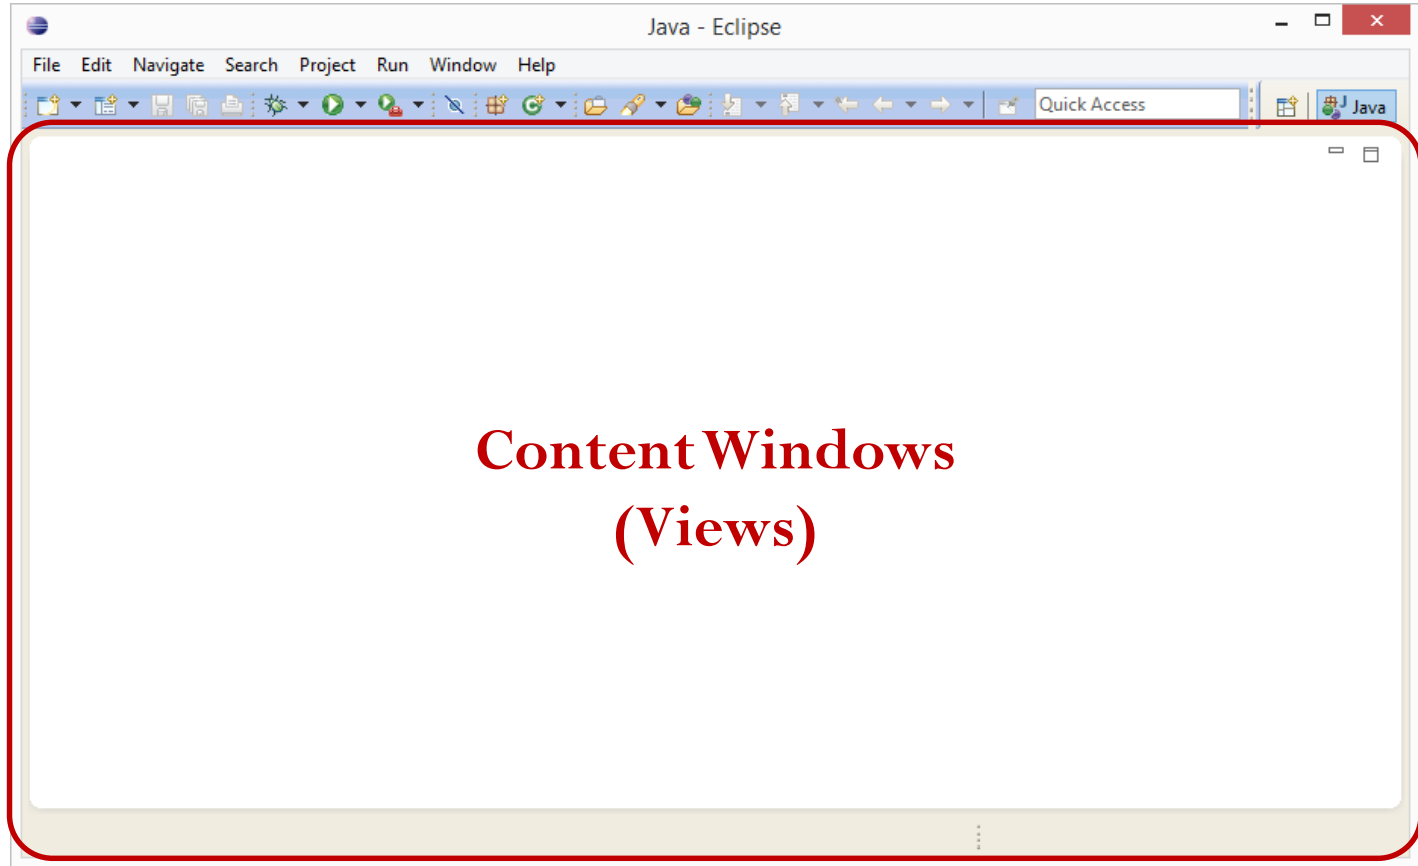 Java - Eclipse
File Edit Navigate Search Project Run Window Help
Quick Access
Java
Content Windows
(Views)